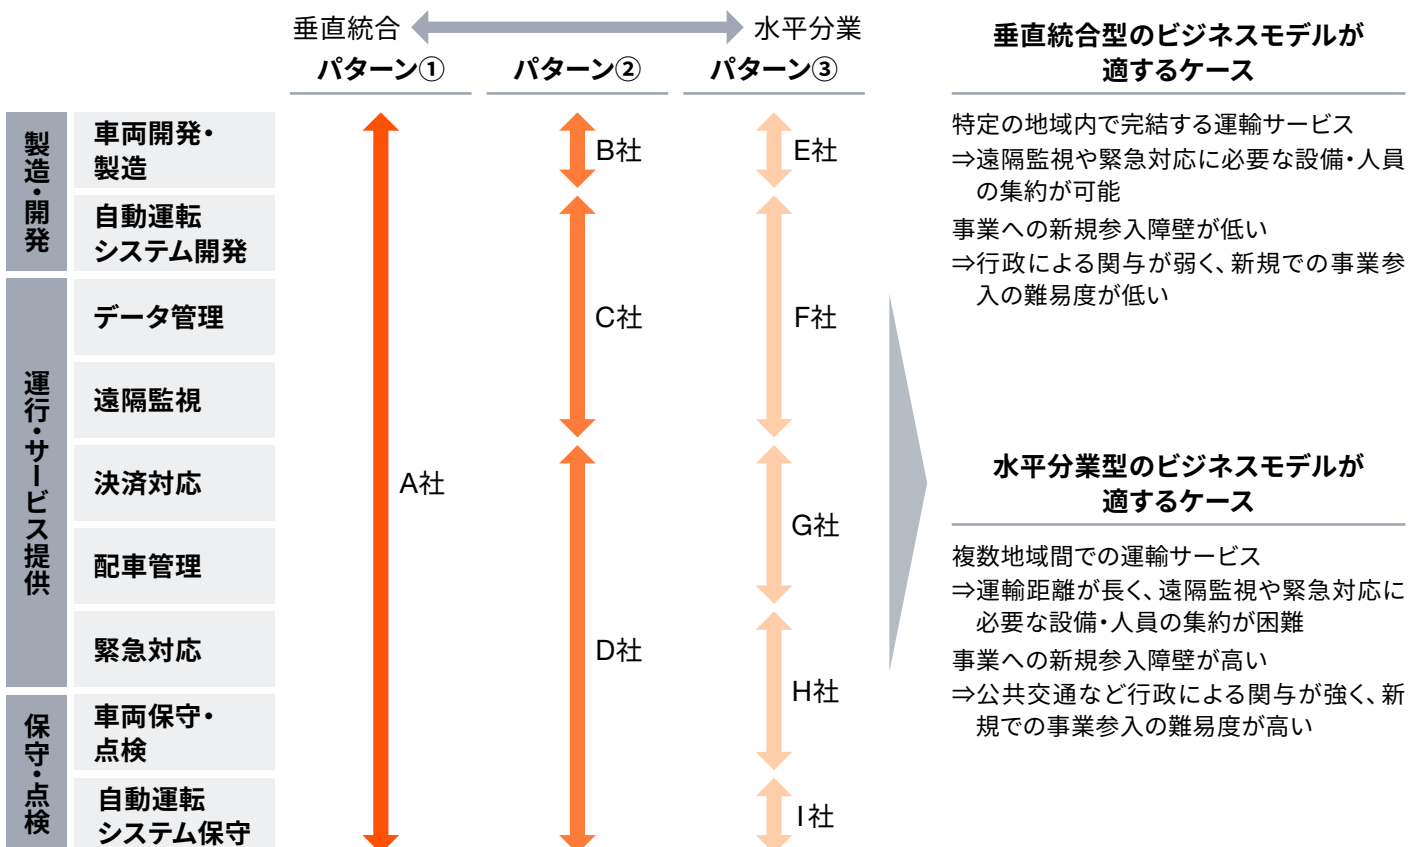 垂直統合
水平分業
パターン①
パターン②
パターン③
製造・開発
車両開発・
製造
自動運転
システム開発
運行・サービス提供
データ管理
遠隔監視
決済対応
配車管理
緊急対応
保守・点検
車両保守・
点検
自動運転
システム保守
A社
B社
C社
D社
E社
F社
G社
H社
I社
垂直統合型のビジネスモデルが
適するケース
特定の地域内で完結する運輸サービス
⇒遠隔監視や緊急対応に必要な設備・人員
の集約が可能
事業への新規参入障壁が低い
⇒行政による関与が弱く、新規での事業参
入の難易度が低い
水平分業型のビジネスモデルが
適するケース
複数地域間での運輸サービス
⇒運輸距離が長く、遠隔監視や緊急対応に
必要な設備・人員の集約が困難
事業への新規参入障壁が高い
⇒公共交通など行政による関与が強く、新
規での事業参入の難易度が高い